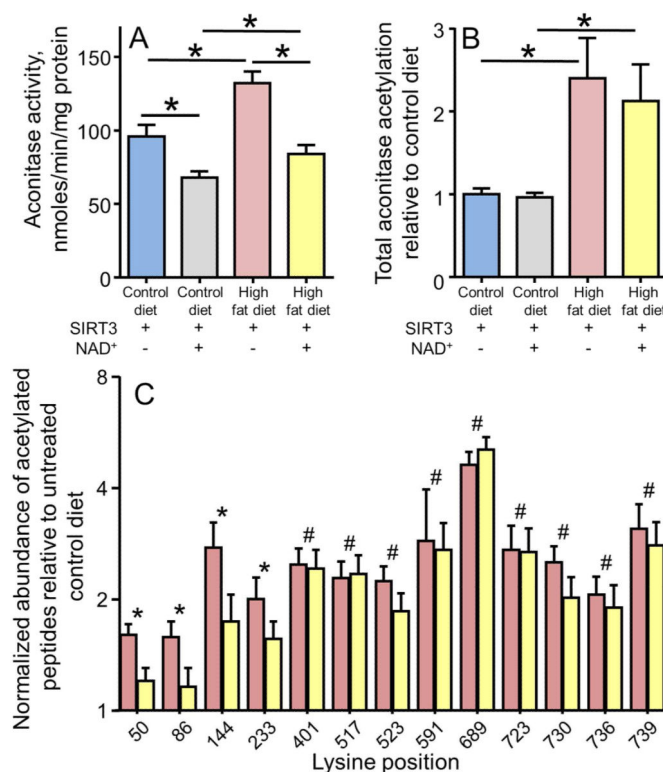 A
Aconitase activity,
nmoles/min/mg protein
150
100
50
0
*
*
*
*
Control diet
Control diet
High fat diet
High fat diet
SIRT3 + + + +
NAD+ - + - +
B
Total aconitase acetylation
relative to control diet
3
2
1
0
*
*
Control diet
Control diet
High fat diet
High fat diet
SIRT3 + + + +
NAD+ - + - +
C
Normalized abundance of acetylated
peptides relative to untreated
control diet
8
4
2
1
* * * * # # # # # # # # #
50 86 144 233 401 517 523 591 689 723 730 736 739
Lysine position